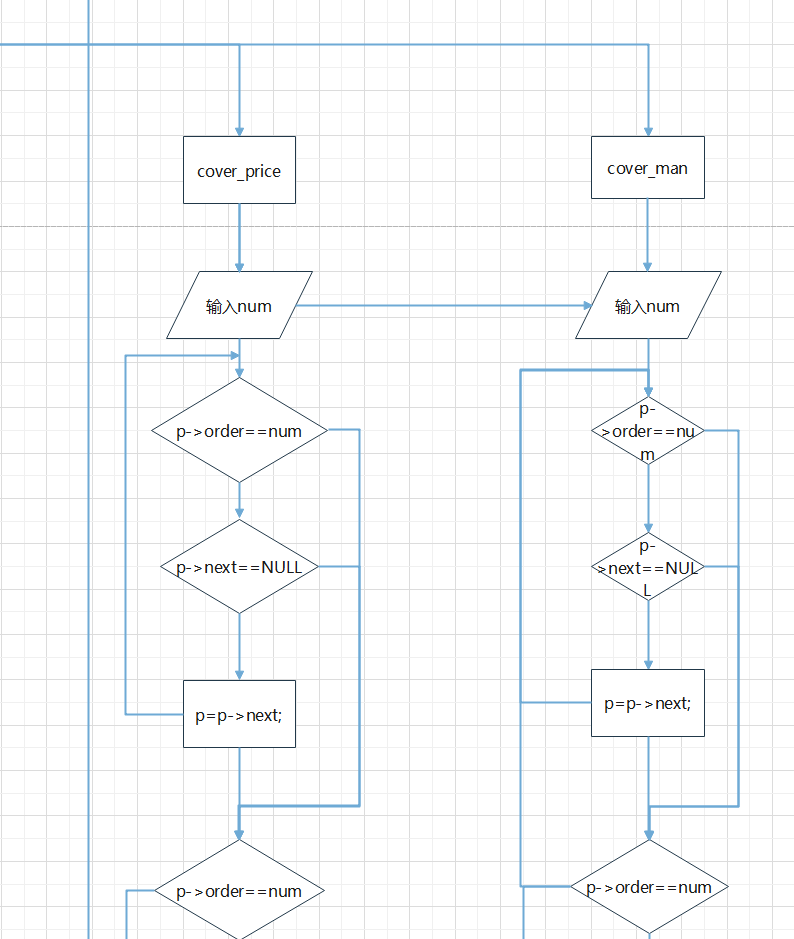 cover_price
cover_man
输入num
输入num
p->order==num
p-
>order==nu
m
p->next==NULL
p-
>next==NUL
L
p=p->next;
p=p->next;
p->order==num
p->order==num